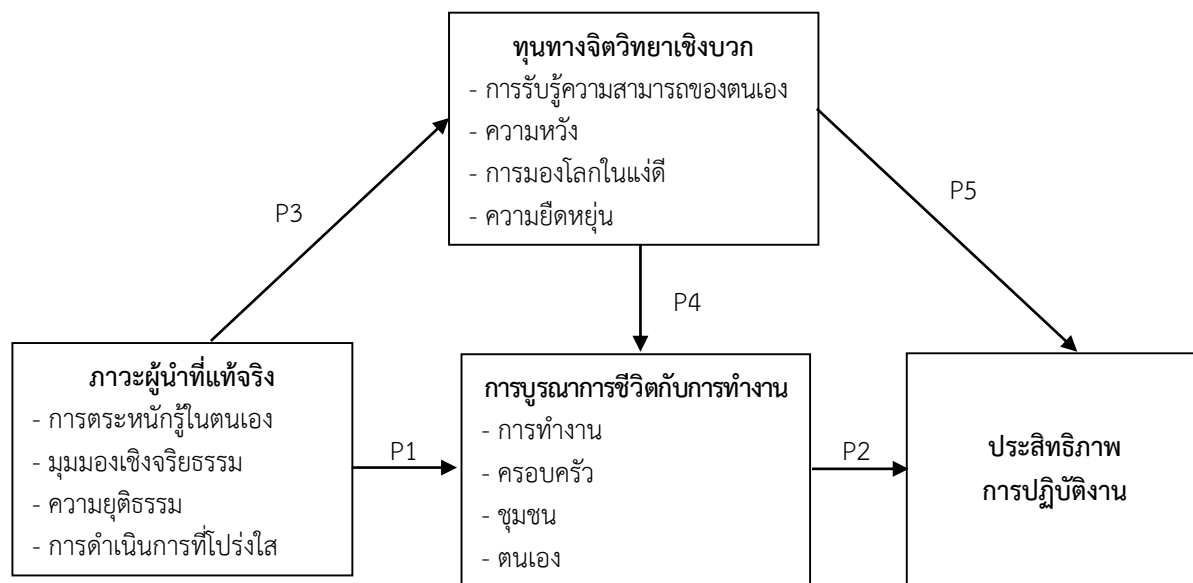 ทุนทางจิตวิทยาเชิงบวก
- การรับรู้ความสามารถของตนเอง
- ความหวัง
- การมองโลกในแง่ดี
- ความยืดหยุ่น
P3
P5
P4
ภาวะผู้นำที่แท้จริง
- การตระหนักรู้ในตนเอง
- มุมมองเชิงจริยธรรม
- ความยุติธรรม
- การดำเนินการที่โปร่งใส
P1
การบูรณาการชีวิตกับการทำงาน
- การทำงาน
- ครอบครัว
- ชุมชน
- ตนเอง
P2
ประสิทธิภาพ
การปฏิบัติงาน